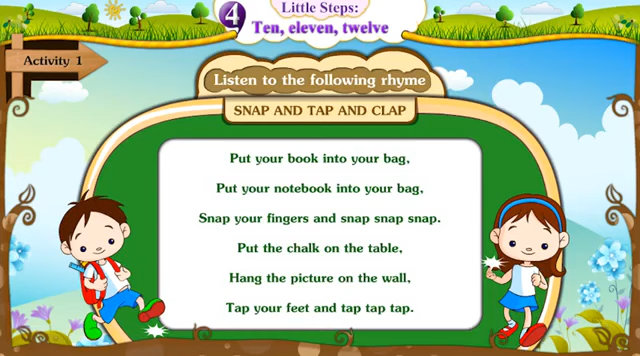 4
Little Steps:
Ten, eleven, twelve
Activity 1
Listen to the following rhyme
SNAP AND TAP AND CLAP
Put your book into your bag,
Put your notebook into your bag,
Snap your fingers and snap snap snap.
Put the chalk on the table,
Hang the picture on the wall,
Tap your feet and tap tap tap.